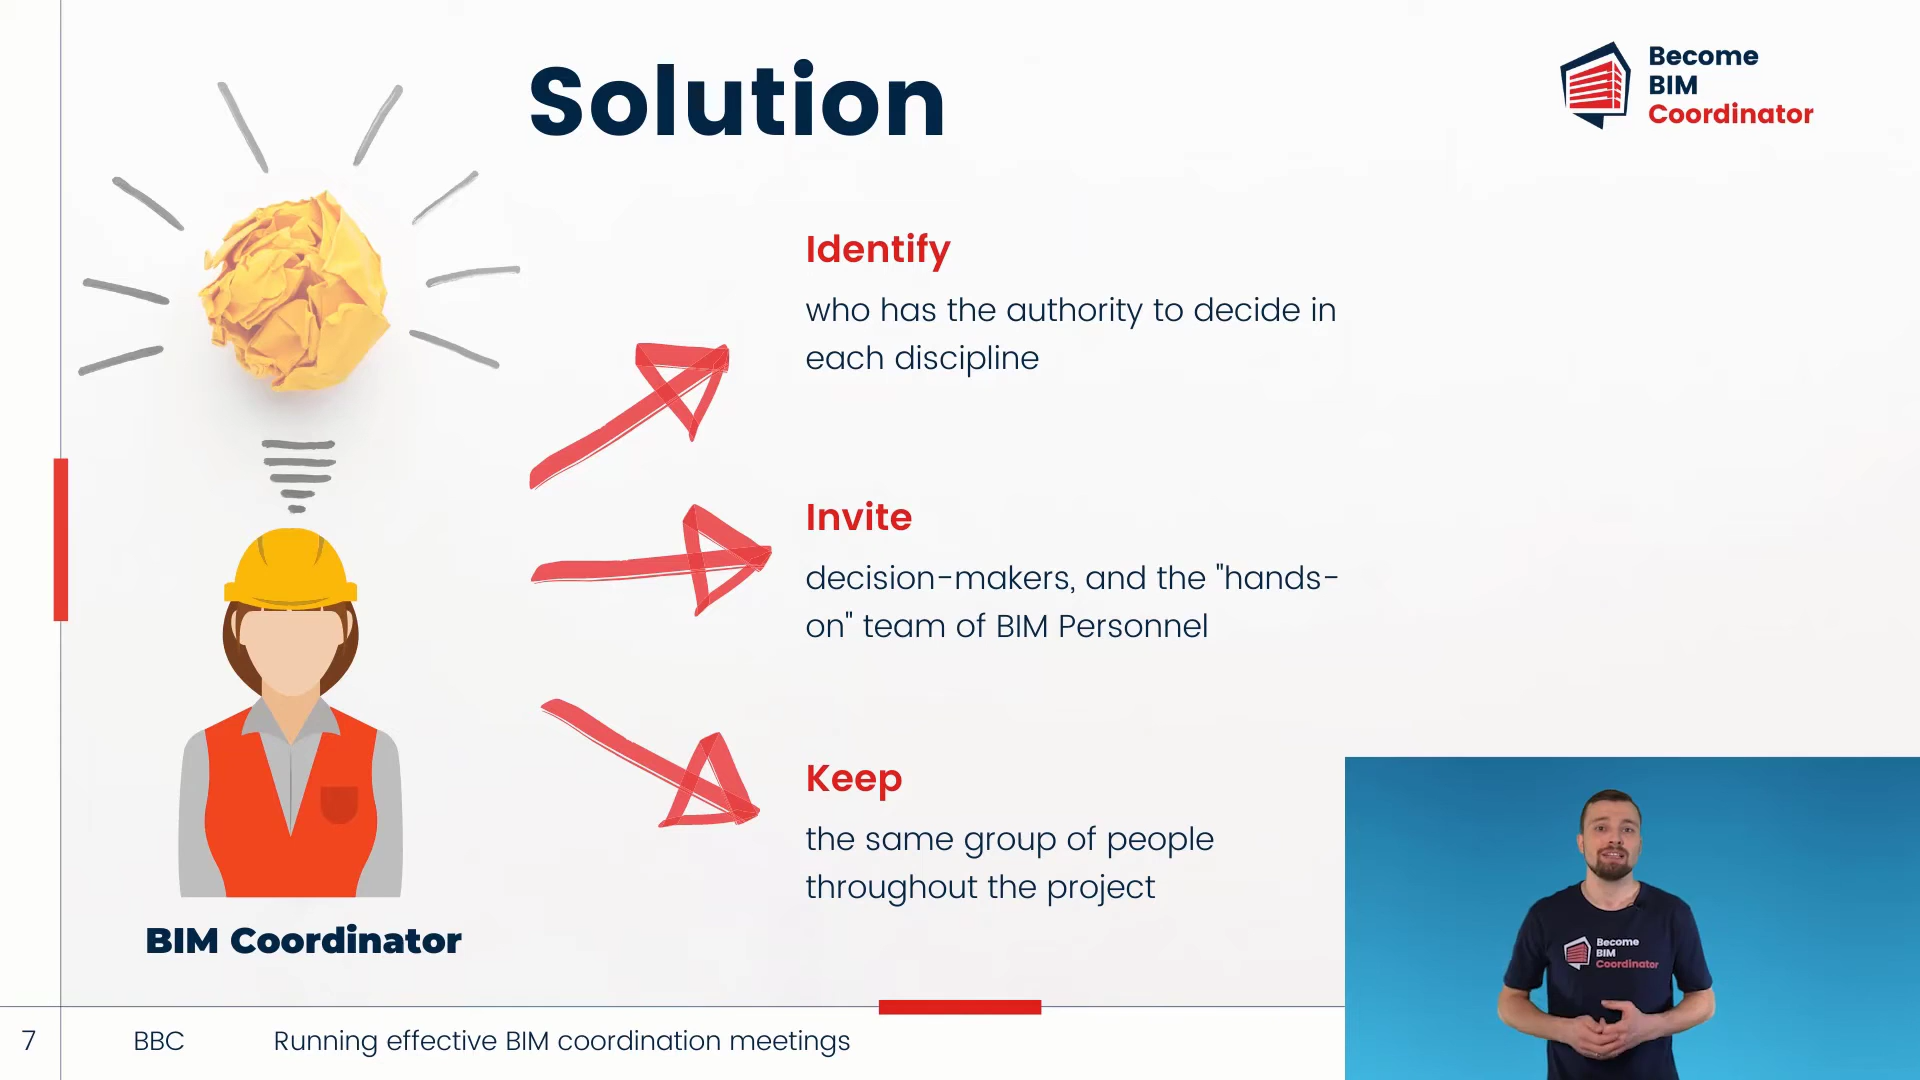 Solution
Become
BIM
Coordinator
Identify
who has the authority to decide in
each discipline
Invite
decision-makers, and the "hands-
on" team of BIM Personnel
Keep
the same group of people
throughout the project
BIM Coordinator
Become
BIM
Coordinator
7 BBC Running effective BIM coordination meetings